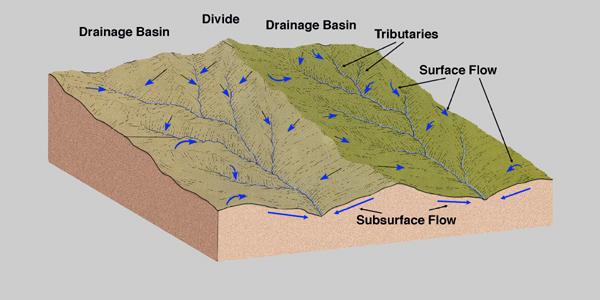 Drainage Basin
Divide
Drainage Basin
Tributaries
Surface Flow
Subsurface Flow